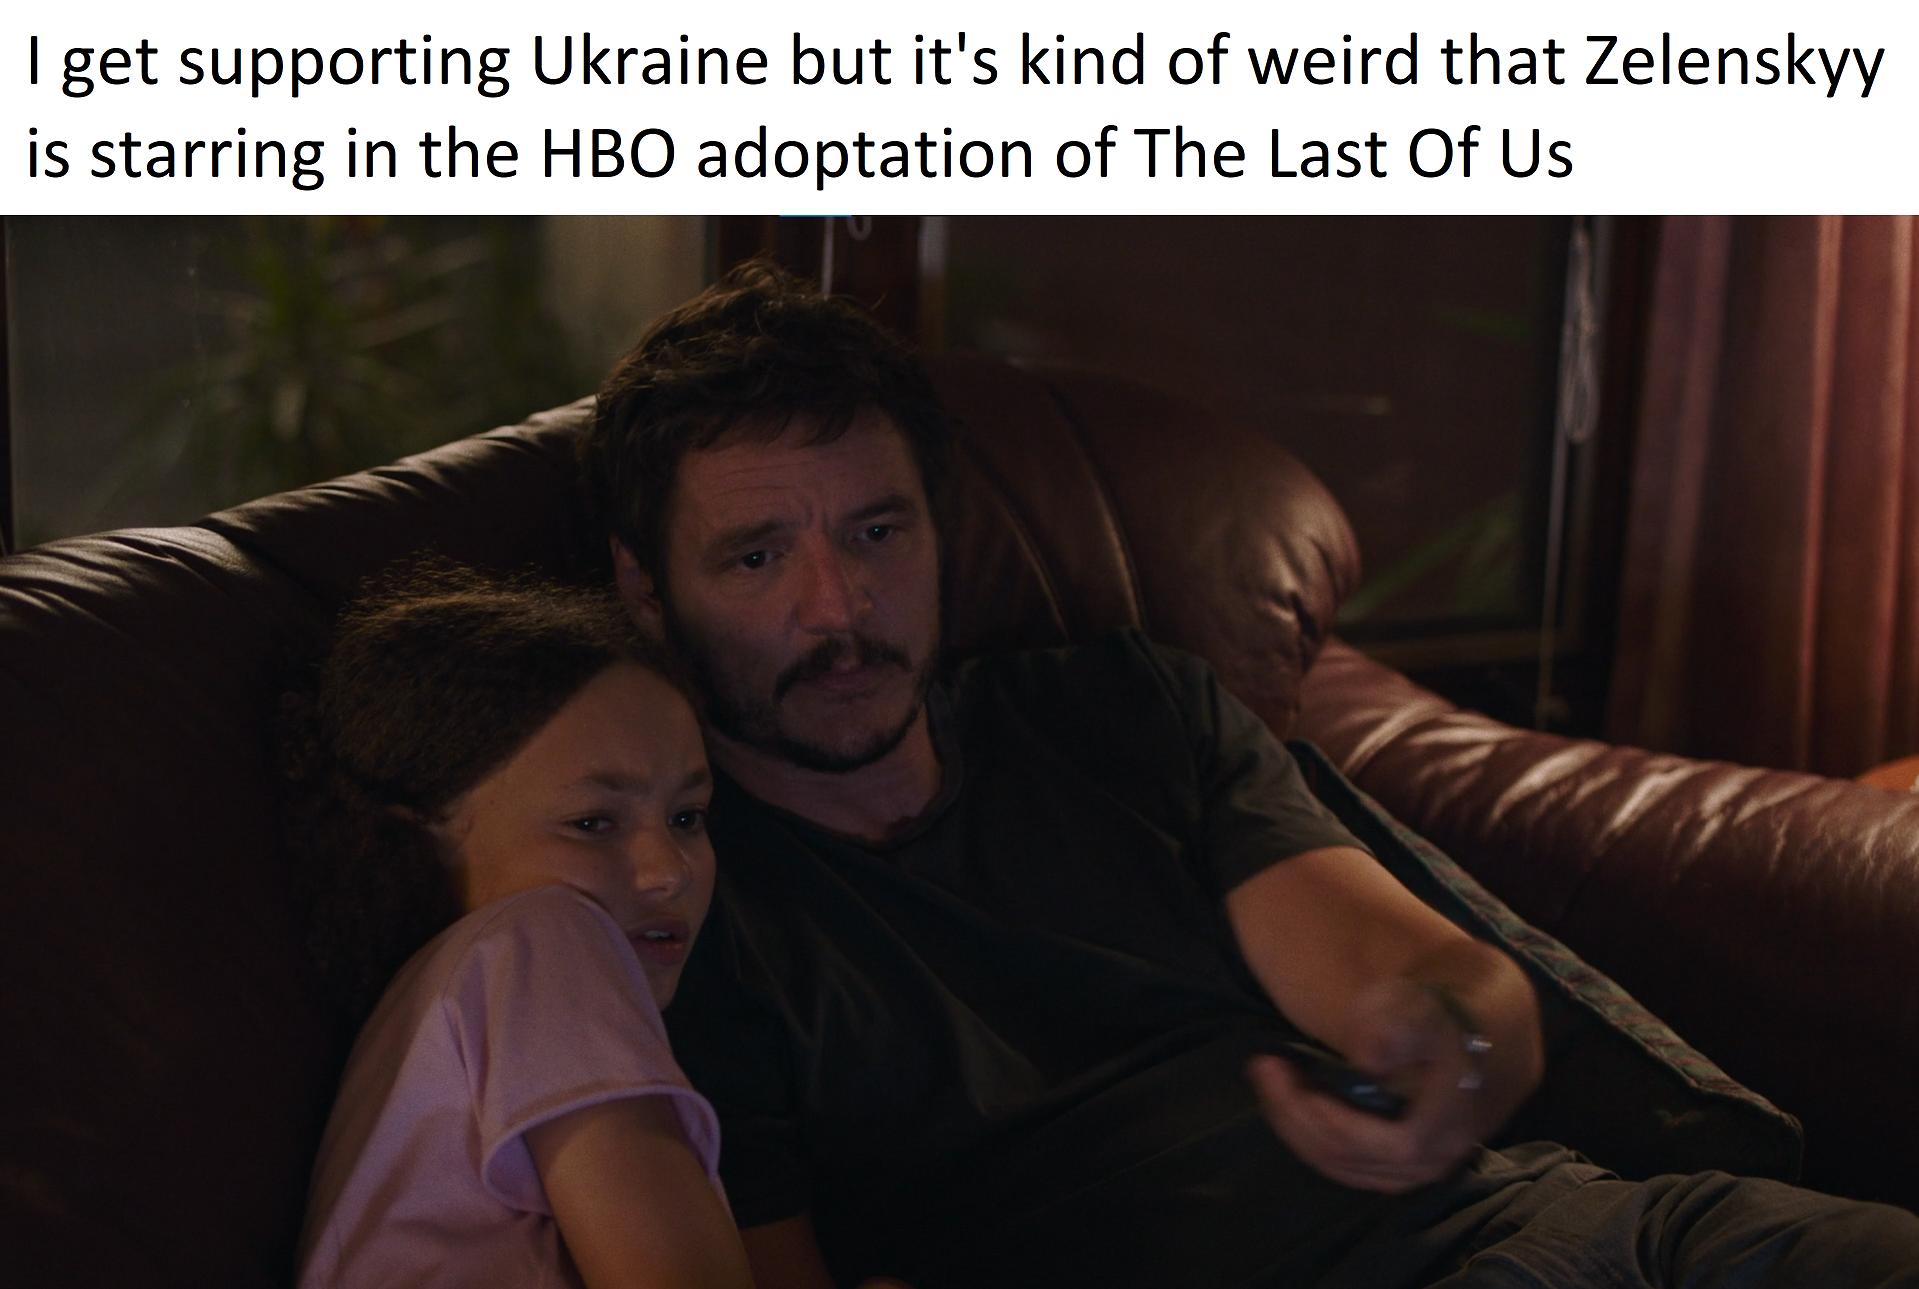 I get supporting Ukraine but it's kind of weird that Zelenskyy
is starring in the HBO adoptation of The Last Of Us